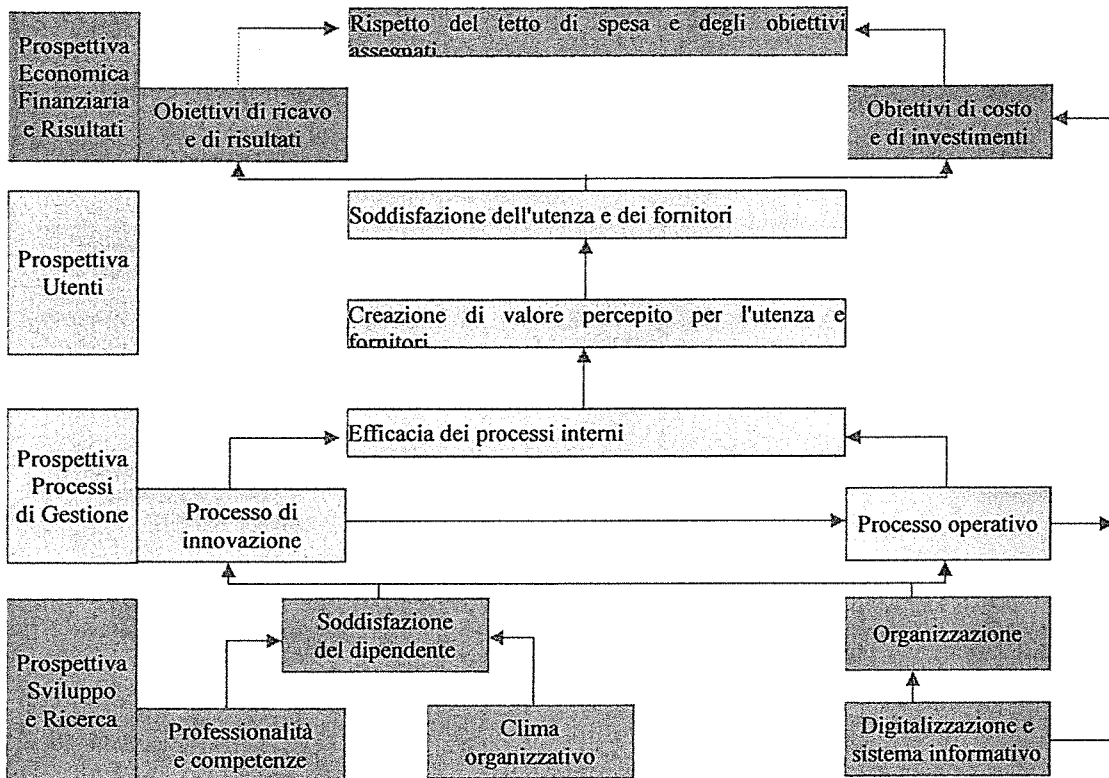 Prospettiva
Economica
Finanziaria
e Risultati
Rispetto del tetto di spesa e degli obiettivi
assegnati
Obiettivi di ricavo
e di risultati
Obiettivi di costo
e di investimenti
Prospettiva
Utenti
Soddisfazione dell'utenza e dei fornitori
Creazione di valore percepito per l'utenza e
fornitori
Prospettiva
Processi
di Gestione
Efficacia dei processi interni
Processo di
innovazione
Processo operativo
Prospettiva
Sviluppo
e Ricerca
Soddisfazione
del dipendente
Organizzazione
Professionalità
e competenze
Clima
organizzativo
Digitalizzazione e
sistema informativo